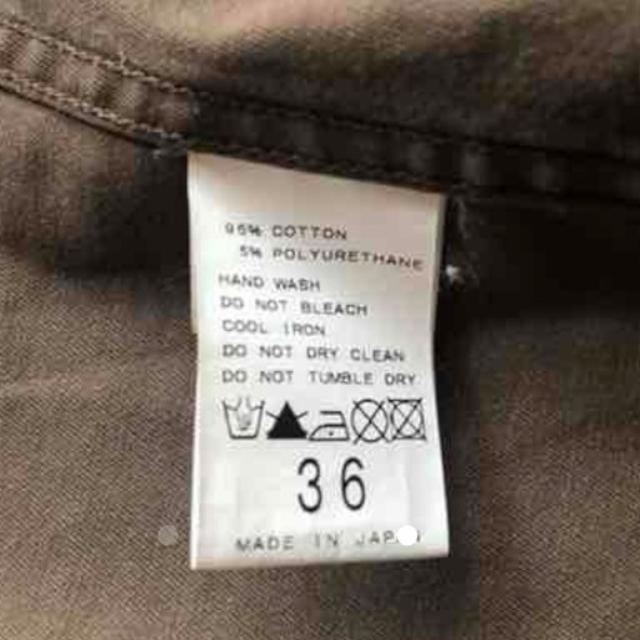 95% COTTON
5% POLYURETHANE
HAND WASH
DO NOT BLEACH
COOL IRON
DO NOT DRY CLEAN
DO NOT TUMBLE DRY
36
MADE IN JAPAN